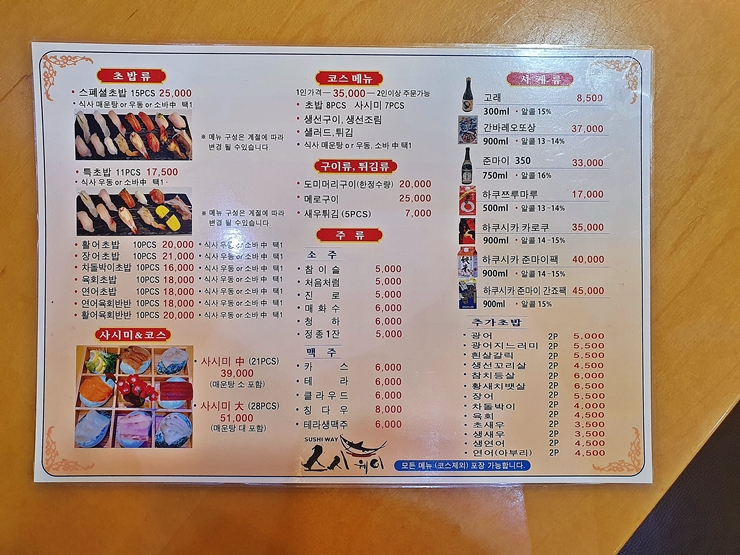 초밥류
• 스페셜초밥 15PCS 25,000
• 식사 매운탕 or 우동 or 소바 中 택1
※ 메뉴 구성은 계절에 따라
변경 될 수있습니다
• 특초밥 11PCS 17,500
• 식사 우동 or 소바 中 택1
※ 메뉴 구성은 계절에 따라
변경 될 수있습니다
• 활어초밥 10PCS 20,000 • 식사 우동 or 소바 中 택1
• 장어초밥 10PCS 21,000 • 식사 우동 or 소바 中 택1
• 차돌박이초밥 10PCS 16,000 • 식사 우동 or 소바 中 택1
• 육회초밥 10PCS 18,000 • 식사 우동 or 소바 中 택1
• 연어초밥 10PCS 18,000 • 식사 우동 or 소바 中 택1
• 연어육회반반 10PCS 18,000 • 식사 우동 or 소바 中 택1
• 활어육회반반 10PCS 20,000 • 식사 우동 or 소바 中 택1
사시미&코스
• 사시미 中 (21PCS)
39,000
(매운탕 소 포함)
• 사시미 大 (28PCS)
51,000
(매운탕 대 포함)
코스 메뉴
1인가격 — 35,000 — 2인이상 주문가능
• 초밥 8PCS 사시미 7PCS
• 생선구이, 생선조림
• 샐러드, 튀김
• 식사 매운탕 or 우동, 소바 中 택1
구이류, 튀김류
• 도미머리구이(한정수량) 20,000
• 메로구이 25,000
• 새우튀김 (5PCS) 7,000
주류
소주
• 참이슬 5,000
• 처음처럼 5,000
• 진로 5,000
• 매화수 6,000
• 청하 6,000
• 정종1잔 5,000
맥주
• 카스 6,000
• 테라 6,000
• 클라우드 6,000
• 칭다우 8,000
• 테라생맥주 6,000
SUSHI WAY
스시웨이
모든 메뉴 (코스제외) 포장 가능합니다.
사케류
고래 8,500
300ml • 알콜 15%
간바레오또상 37,000
900ml • 알콜 13~14%
준마이 350 33,000
750ml • 알콜 16%
하쿠쯔루마루 17,000
500ml • 알콜 13~14%
하쿠시카 카로쿠 35,000
900ml • 알콜 14~15%
하쿠시카 준마이팩 40,000
900ml • 알콜 14~15%
하쿠시카 준마이 간죠팩 45,000
900ml • 알콜 15%
추가초밥
• 광어 2P 5,000
• 광어지느러미 2P 5,500
• 흰살갈릭 2P 5,500
• 생선꼬리살 2P 4,500
• 참치등살 2P 6,000
• 황새치뱃살 2P 6,500
• 장어 2P 5,500
• 차돌박이 2P 4,000
• 육회 2P 4,500
• 초새우 2P 3,500
• 생새우 2P 3,500
• 생연어 2P 4,500
• 연어(아부리) 2P 4,500